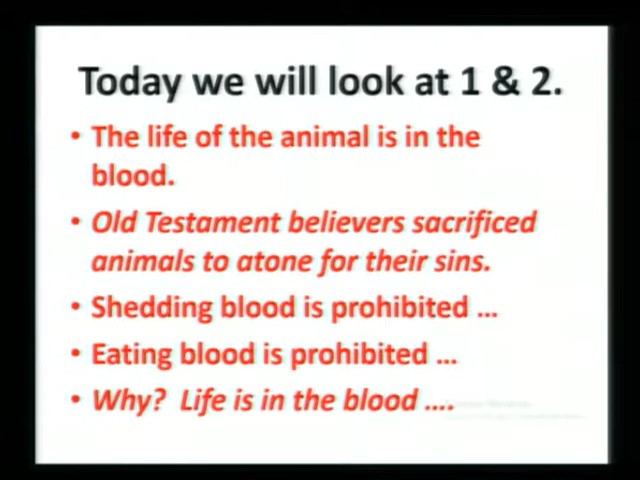 Today we will look at 1 & 2.
• The life of the animal is in the
blood.
• Old Testament believers sacrificed
animals to atone for their sins.
• Shedding blood is prohibited ...
• Eating blood is prohibited ...
• Why?  Life is in the blood ....